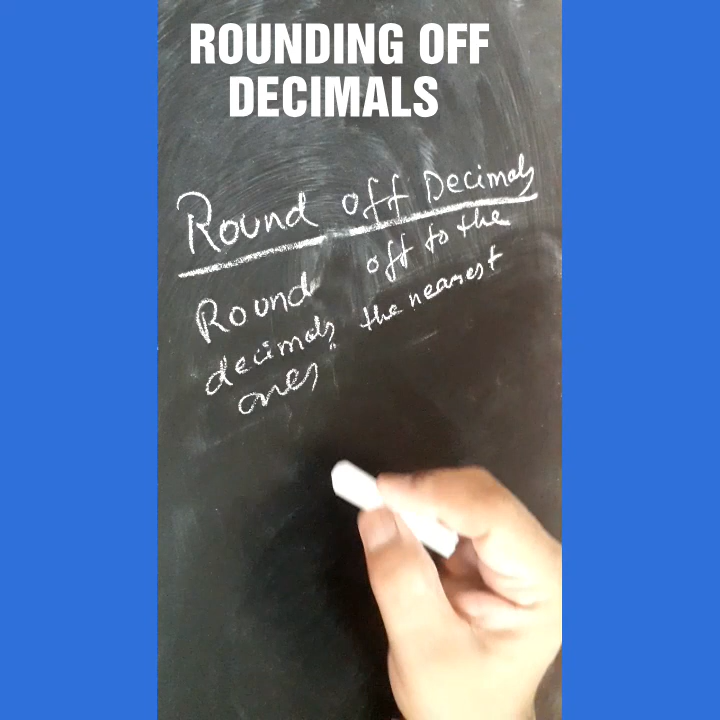 ROUNDING OFF
DECIMALS
Round off Decimals
Round off to the
decimals the nearest
ones